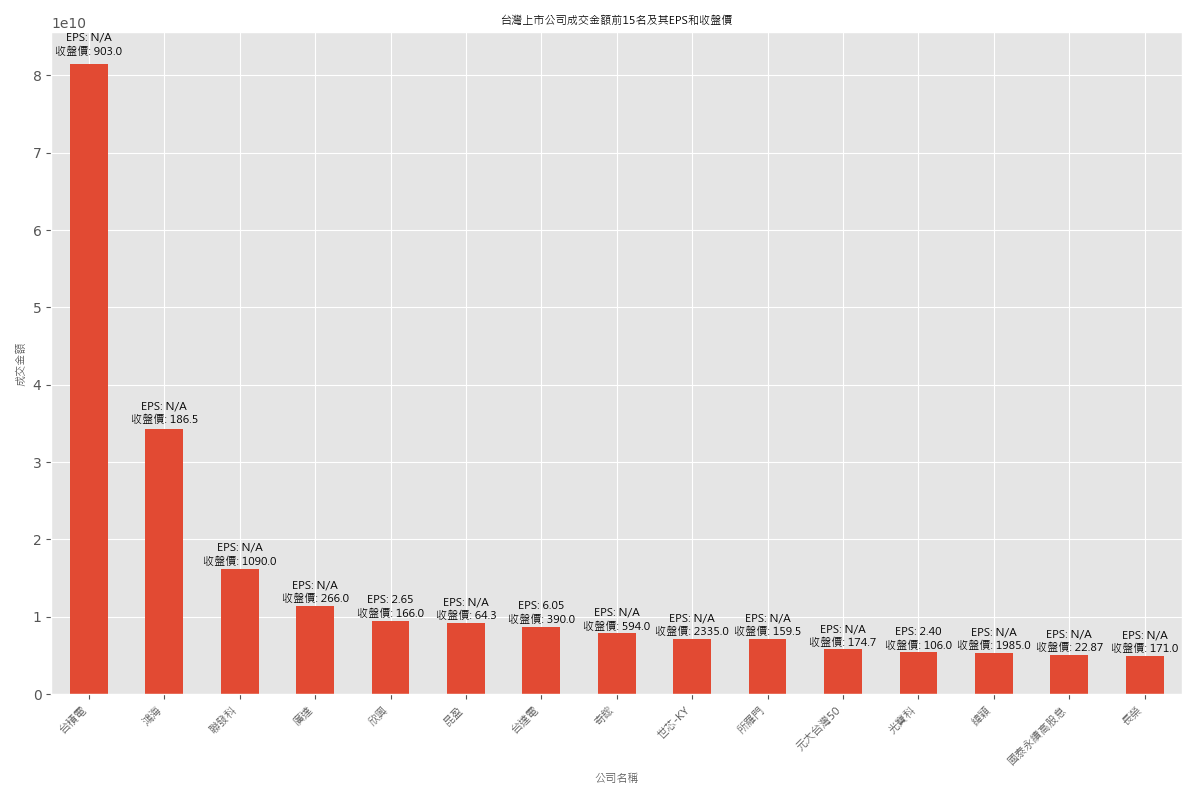 台灣上市公司成交金額前15名及其EPS和收盤價
1e10
EPS: N/A
收盤價: 903.0
8
7
6
5
4
3
2
1
0
成交金額
EPS: N/A
收盤價: 186.5
EPS: N/A
收盤價: 1090.0
EPS: N/A
收盤價: 266.0
EPS: 2.65
收盤價: 166.0
EPS: N/A
收盤價: 64.3
EPS: 6.05
收盤價: 390.0
EPS: N/A
收盤價: 594.0
EPS: N/A
收盤價: 2335.0
EPS: N/A
收盤價: 159.5
EPS: N/A
收盤價: 174.7
EPS: 2.40
收盤價: 106.0
EPS: N/A
收盤價: 1985.0
EPS: N/A
收盤價: 22.87
EPS: N/A
收盤價: 171.0
台積電
鴻海
聯發科
廣達
欣興
昆盈
台達電
奇鋐
世芯-KY
所羅門
元大台灣50
光寶科
緯穎
國泰永續高股息
長榮
公司名稱